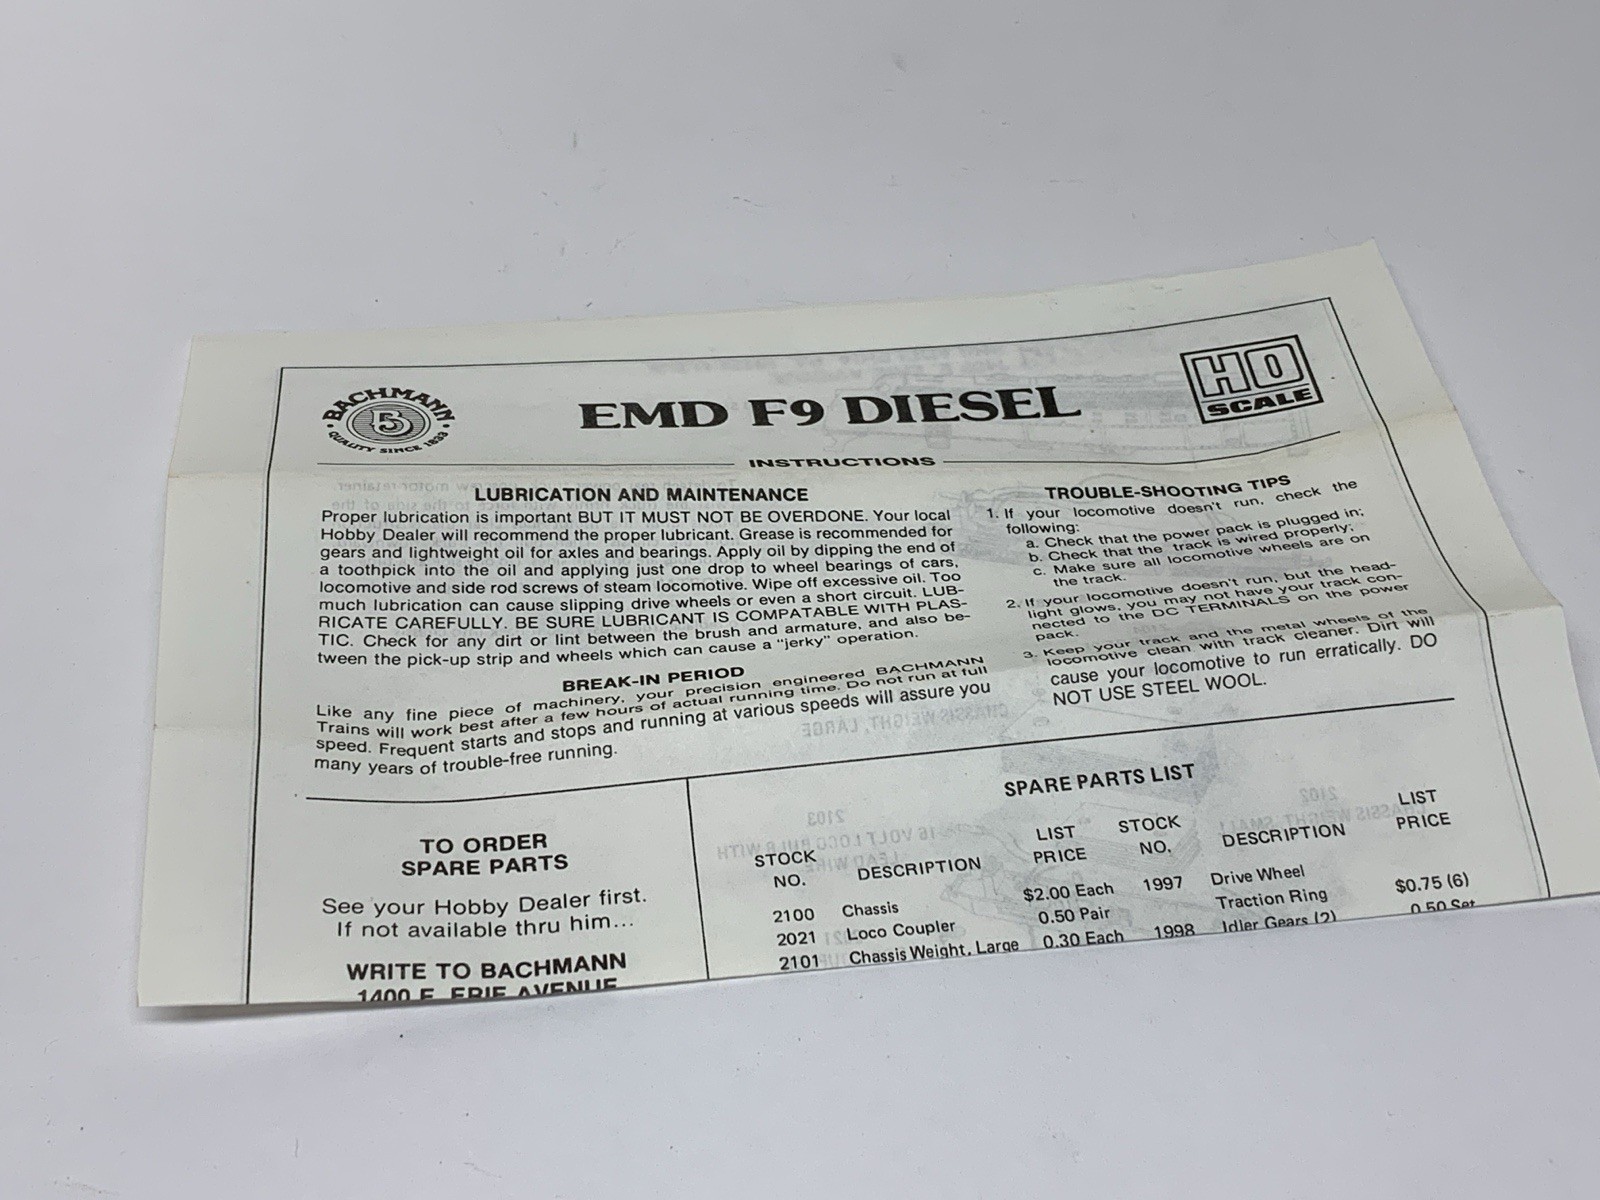 BACHMANN
B
QUALITY SINCE 1833
EMD F9 DIESEL
HO
SCALE
INSTRUCTIONS
LUBRICATION AND MAINTENANCE
Proper lubrication is important BUT IT MUST NOT BE OVERDONE. Your local
Hobby Dealer will recommend the proper lubricant. Grease is recommended for
gears and lightweight oil for axles and bearings. Apply oil by dipping the end of
a toothpick into the oil and applying just one drop to wheel bearings of cars,
locomotive and side rod screws of steam locomotive. Wipe off excessive oil. Too
much lubrication can cause slipping drive wheels or even a short circuit. LUB-
RICATE CAREFULLY. BE SURE LUBRICANT IS COMPATABLE WITH PLAS-
TIC. Check for any dirt or lint between the brush and armature, and also be-
tween the pick-up strip and wheels which can cause a "jerky" operation.
BREAK-IN PERIOD
Like any fine piece of machinery, your precision engineered BACHMANN
Trains will work best after a few hours of actual running time. Do not run at full
speed. Frequent starts and stops and running at various speeds will assure you
many years of trouble-free running.
TROUBLE-SHOOTING TIPS
1. If your locomotive doesn't run, check the
following:
a. Check that the power pack is plugged in;
b. Check that the track is wired properly;
c. Make sure all locomotive wheels are on
the track.
2. If your locomotive doesn't run, but the head-
light glows, you may not have your track con-
nected to the DC TERMINALS on the power
pack.
3. Keep your track and the metal wheels of the
locomotive clean with track cleaner. Dirt will
cause your locomotive to run erratically. DO
NOT USE STEEL WOOL.
TO ORDER
SPARE PARTS
See your Hobby Dealer first.
If not available thru him...
WRITE TO BACHMANN
1400 E. ERIE AVENUE
SPARE PARTS LIST
STOCK NO. DESCRIPTION LIST PRICE STOCK NO. DESCRIPTION LIST PRICE
2100 Chassis $2.00 Each 1997 Drive Wheel
Traction Ring $0.75 (6)
2021 Loco Coupler 0.50 Pair
2101 Chassis Weight, Large 0.30 Each 1998 Idler Gears (2) 0.50 Set